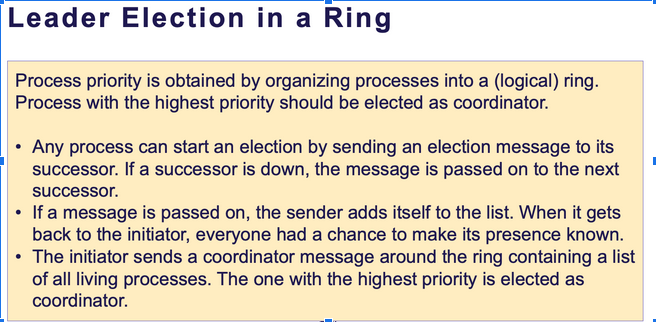 Leader Election in a Ring
Process priority is obtained by organizing processes into a (logical) ring.
Process with the highest priority should be elected as coordinator.
• Any process can start an election by sending an election message to its
successor. If a successor is down, the message is passed on to the next
successor.
• If a message is passed on, the sender adds itself to the list. When it gets
back to the initiator, everyone had a chance to make its presence known.
• The initiator sends a coordinator message around the ring containing a list
of all living processes. The one with the highest priority is elected as
coordinator.